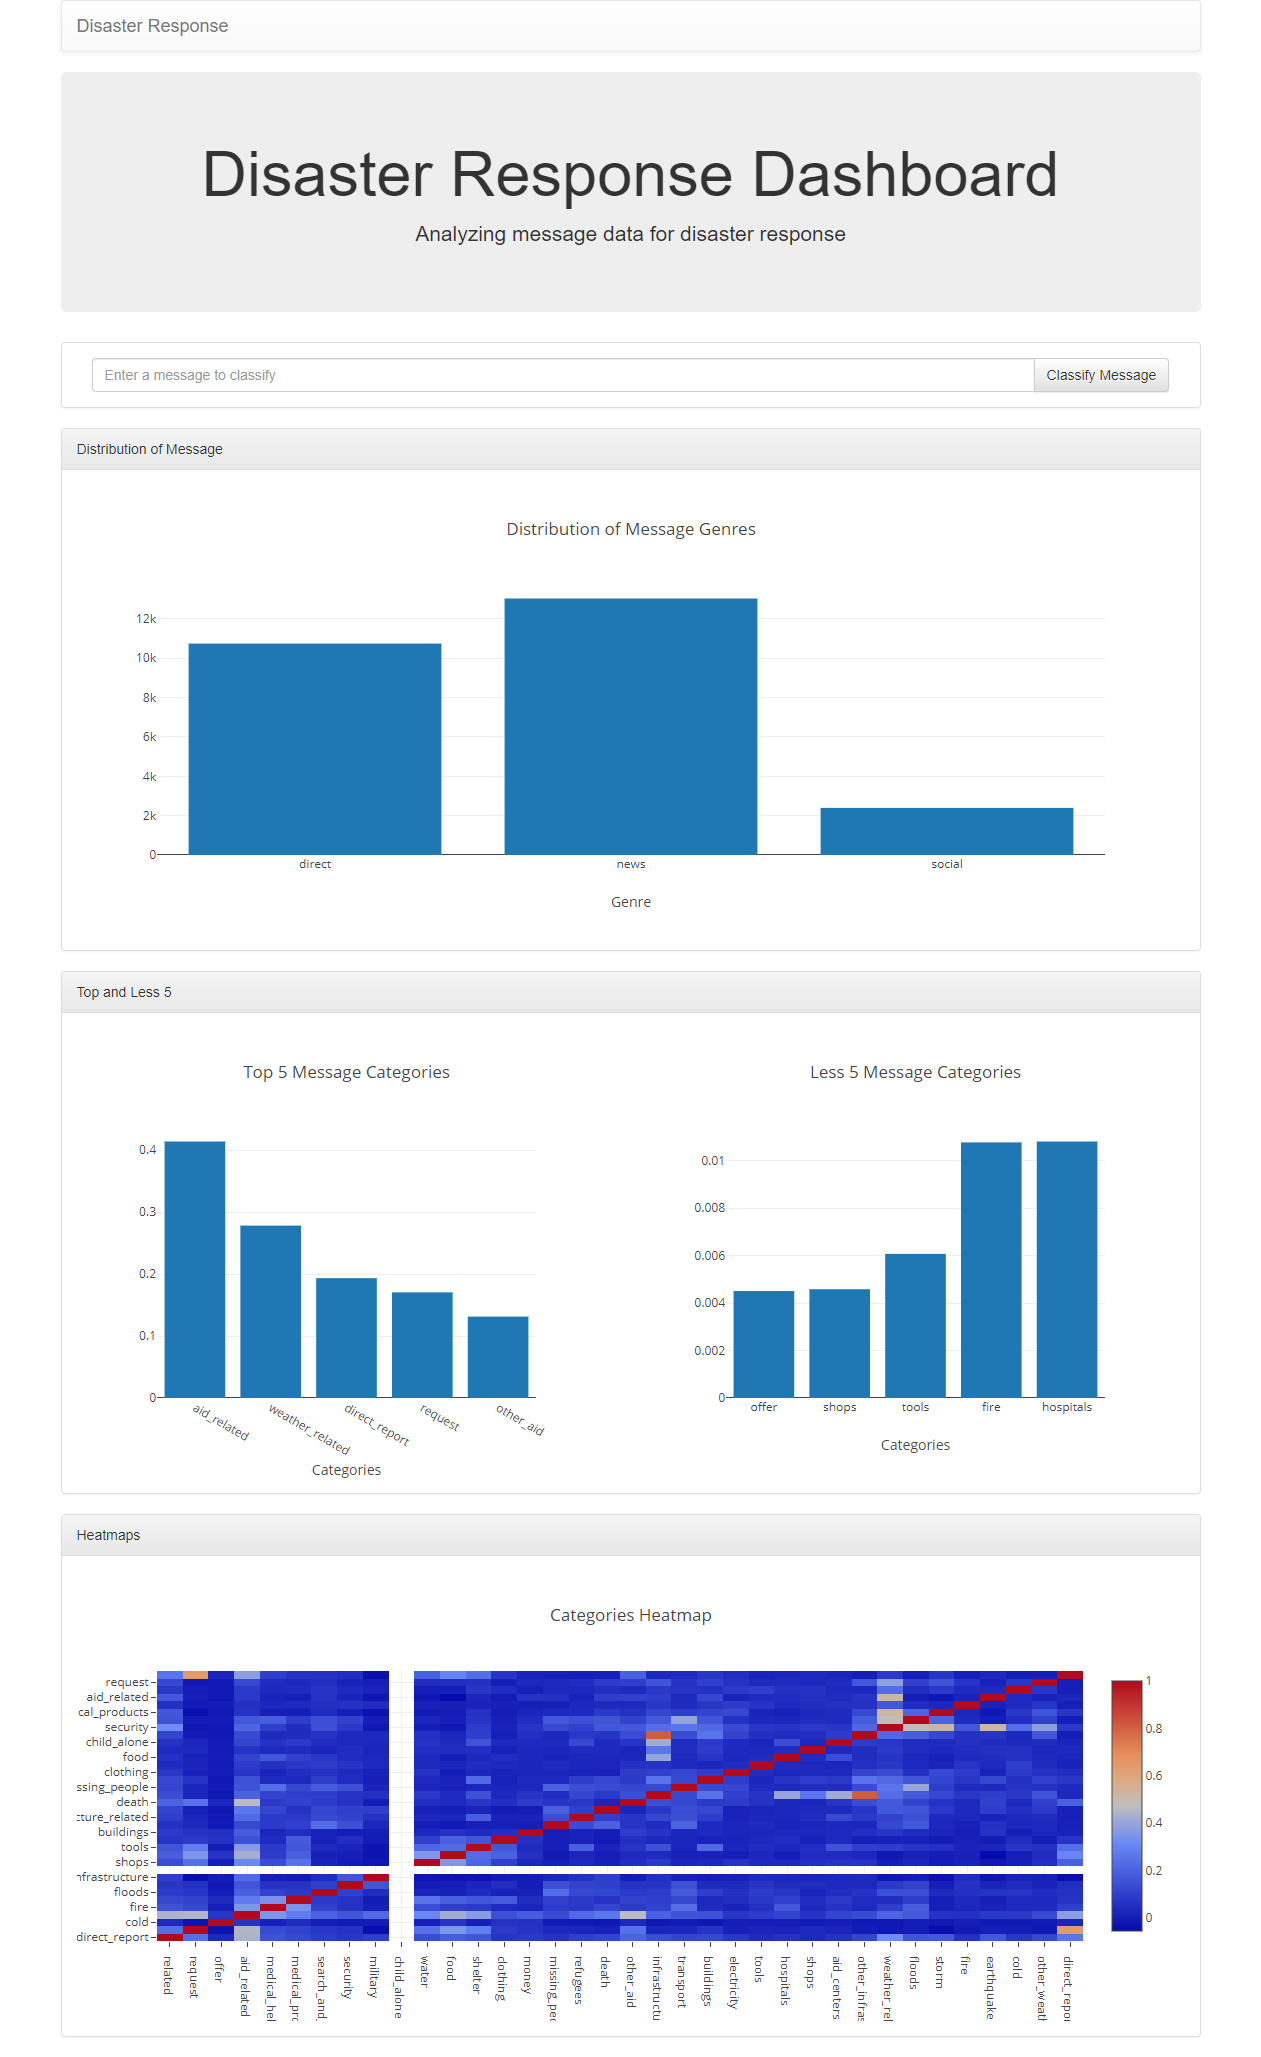 Disaster Response
Disaster Response Dashboard
Analyzing message data for disaster response
Enter a message to classify
Classify Message
Distribution of Message
Distribution of Message Genres
12k
10k
8k
6k
4k
2k
0
direct news social
Genre
Top and Less 5
Top 5 Message Categories
0.4
0.3
0.2
0.1
0
aid_related weather_related direct_report request other_aid
Categories
Less 5 Message Categories
0.01
0.008
0.006
0.004
0.002
0
offer shops tools fire hospitals
Categories
Heatmaps
Categories Heatmap
request
aid_related
cal_products
security
child_alone
food
clothing
ssing_people
death
cture_related
buildings
tools
shops
nfrastructure
floods
fire
cold
direct_report
related request offer aid_related medical_hel medical_pro search_and_ security military child_alone water food shelter clothing money missing_peo refugees death other_aid infrastructu transport buildings electricity tools hospitals shops aid_centers other_infras weather_rel floods storm fire earthquake cold other_weath direct_repor
1
0.8
0.6
0.4
0.2
0